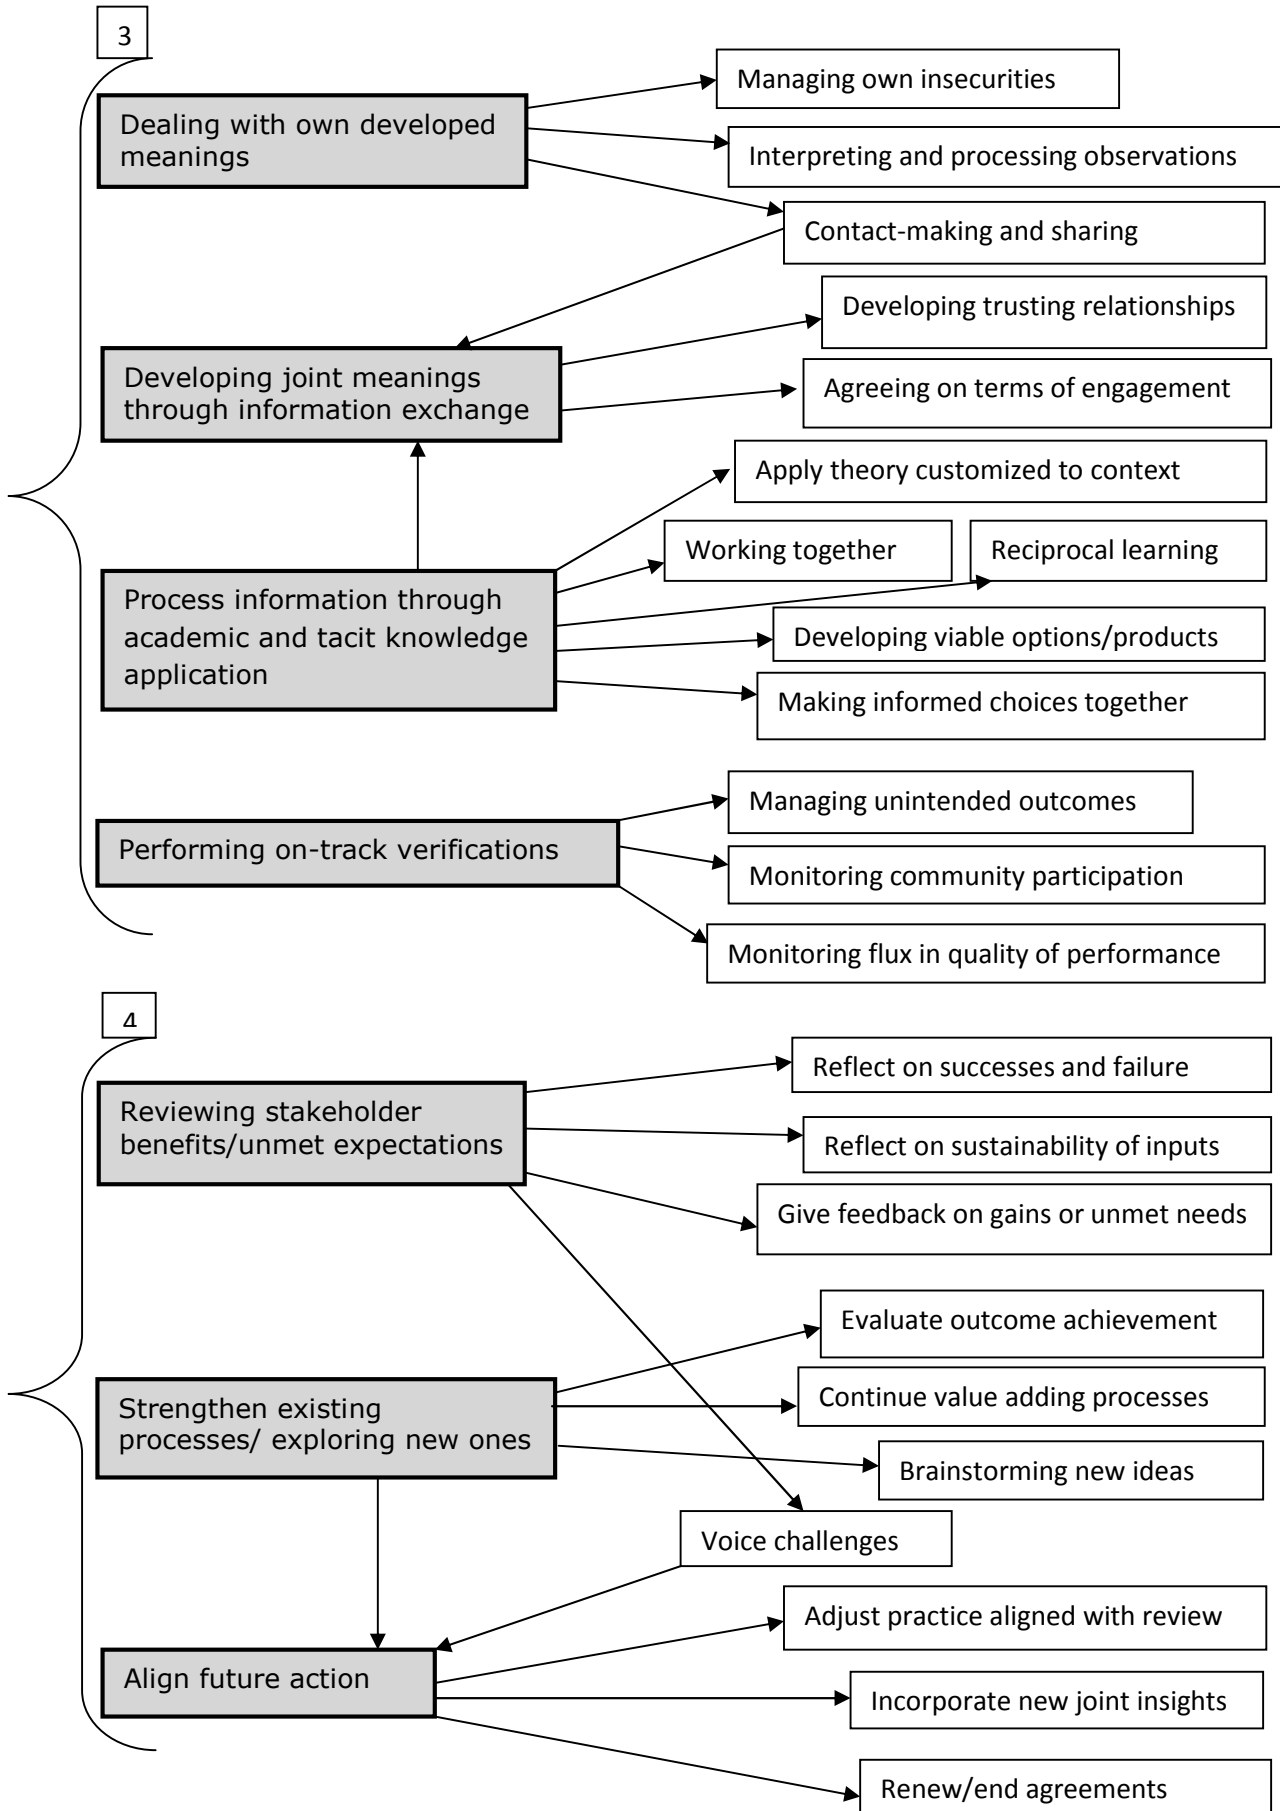 3
Managing own insecurities
Dealing with own developed
meanings
Interpreting and processing observations
Contact-making and sharing
Developing trusting relationships
Developing joint meanings
through information exchange
Agreeing on terms of engagement
Apply theory customized to context
Working together
Reciprocal learning
Process information through
academic and tacit knowledge
application
Developing viable options/products
Making informed choices together
Managing unintended outcomes
Performing on-track verifications
Monitoring community participation
Monitoring flux in quality of performance
4
Reflect on successes and failure
Reviewing stakeholder
benefits/unmet expectations
Reflect on sustainability of inputs
Give feedback on gains or unmet needs
Evaluate outcome achievement
Strengthen existing
processes/ exploring new ones
Continue value adding processes
Brainstorming new ideas
Voice challenges
Adjust practice aligned with review
Align future action
Incorporate new joint insights
Renew/end agreements